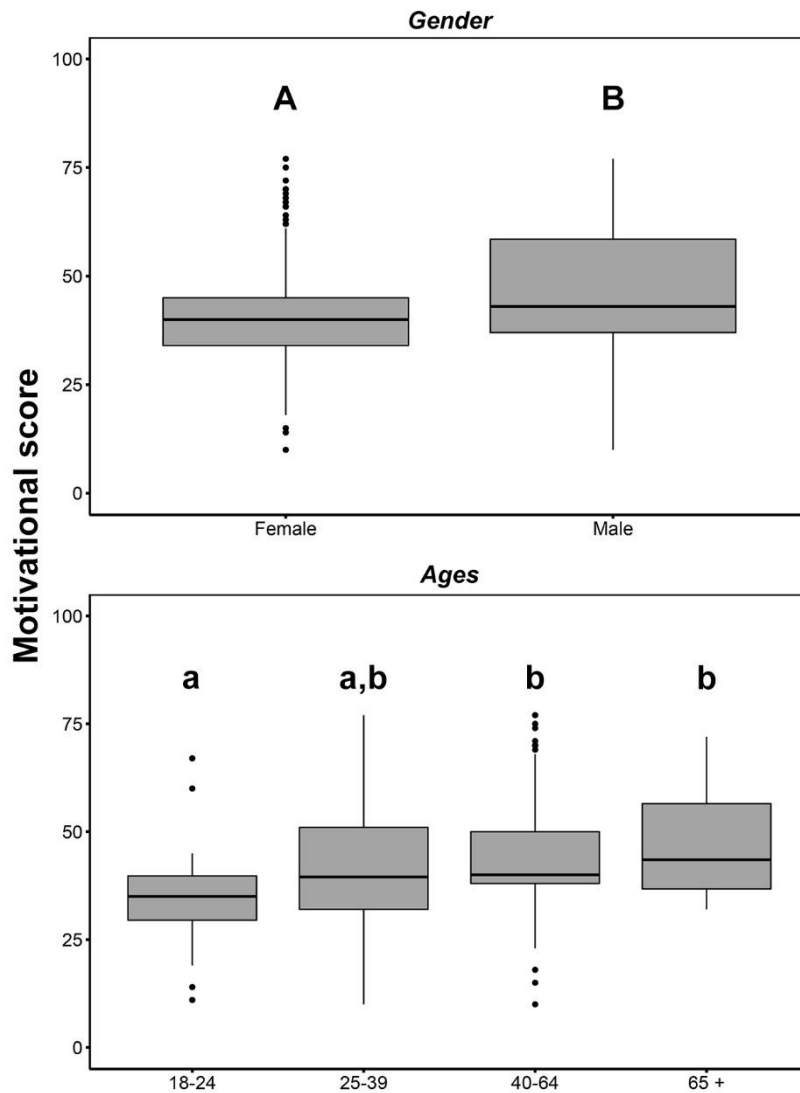 Gender
100
A
B
75
50
25
0
Female
Male
Motivational score
Ages
100
a
a,b
b
b
75
50
25
0
18-24
25-39
40-64
65 +